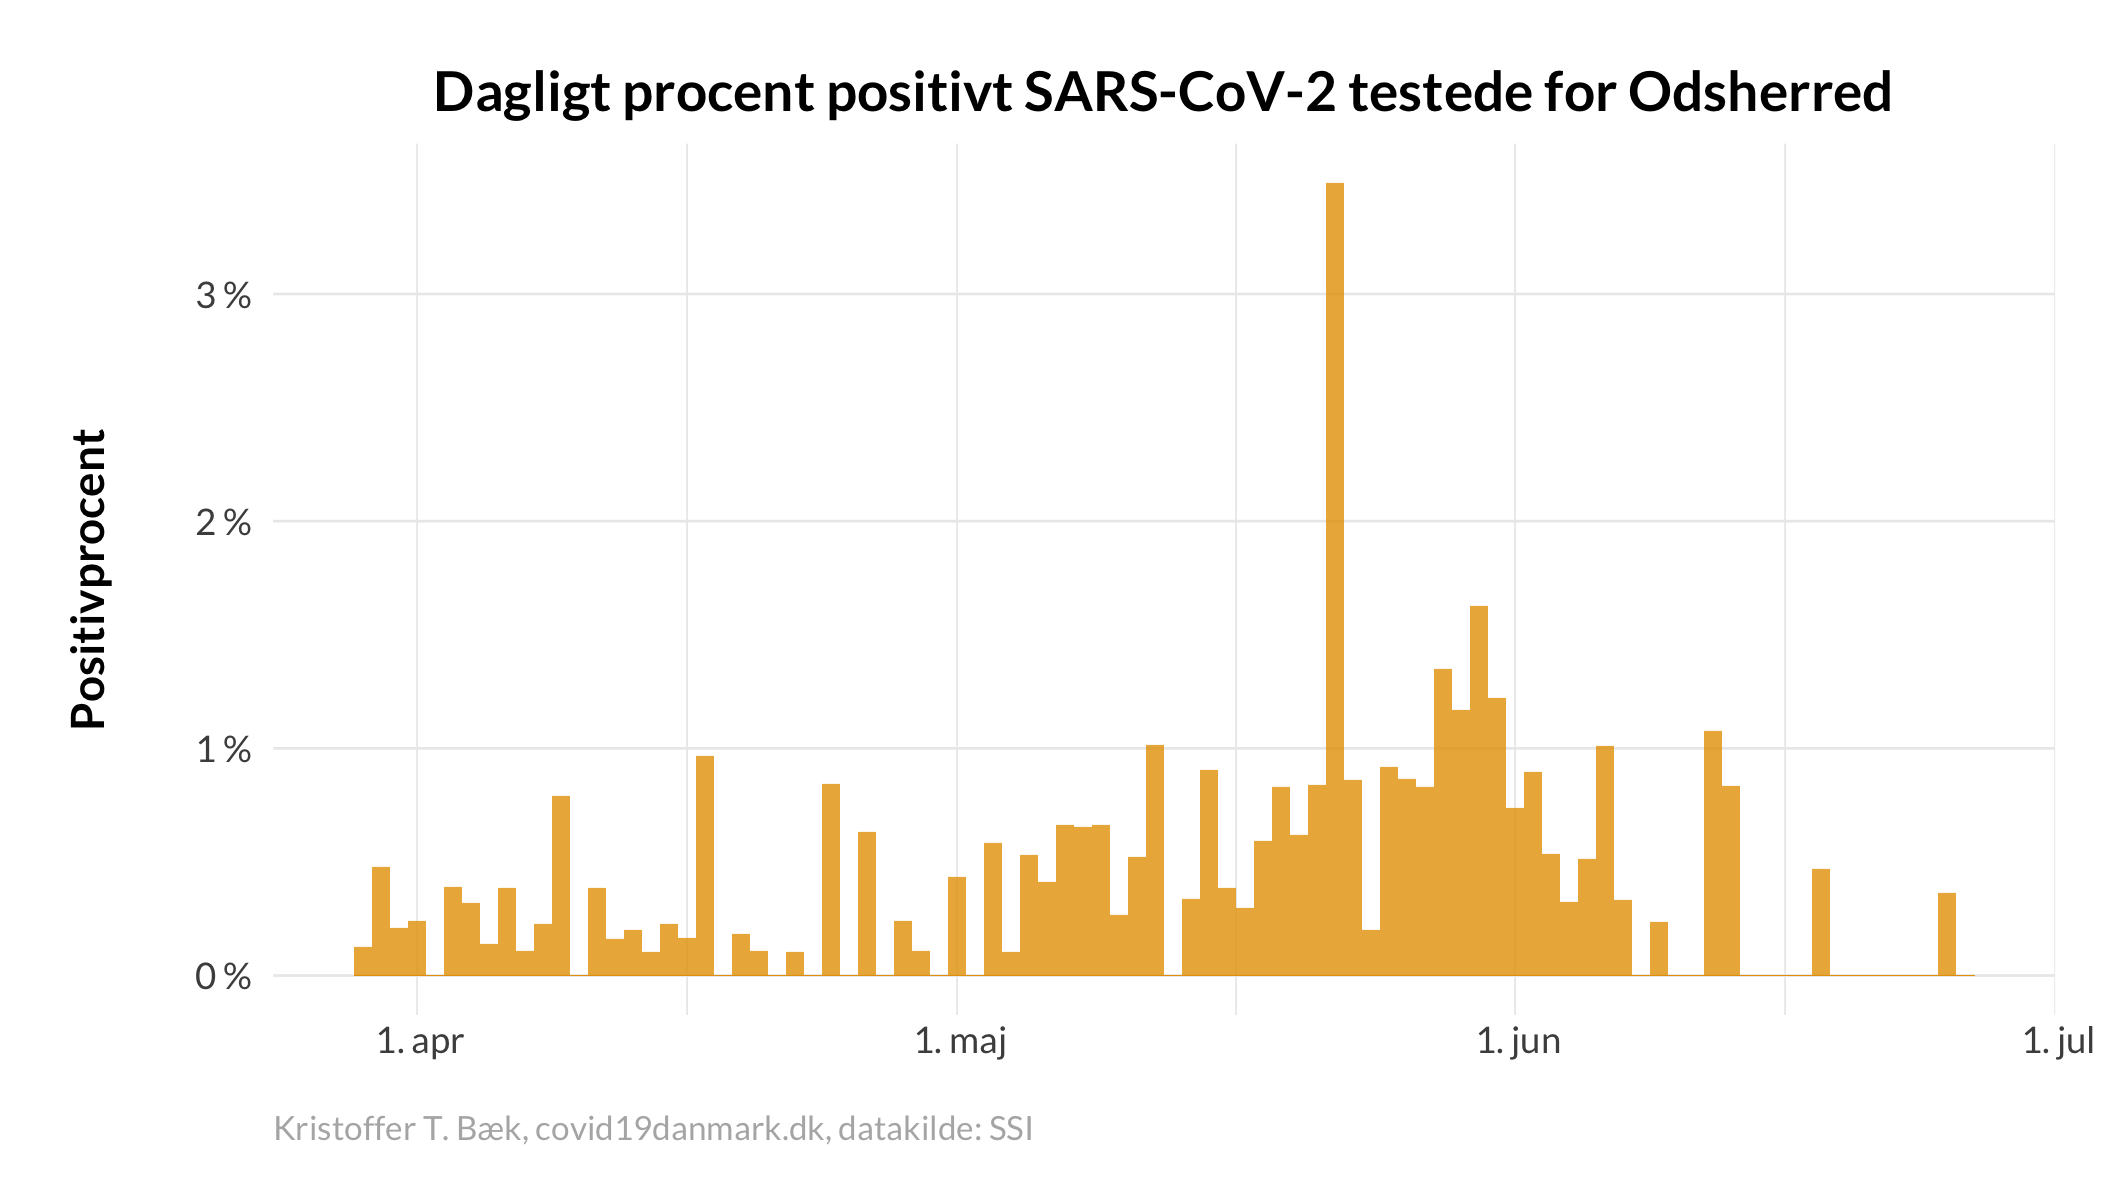 Dagligt procent positivt SARS-CoV-2 testede for Odsherred
Positivprocent
3 %
2 %
1 %
0 %
1. apr
1. maj
1. jun
1. jul
Kristoffer T. Bæk, covid19danmark.dk, datakilde: SSI